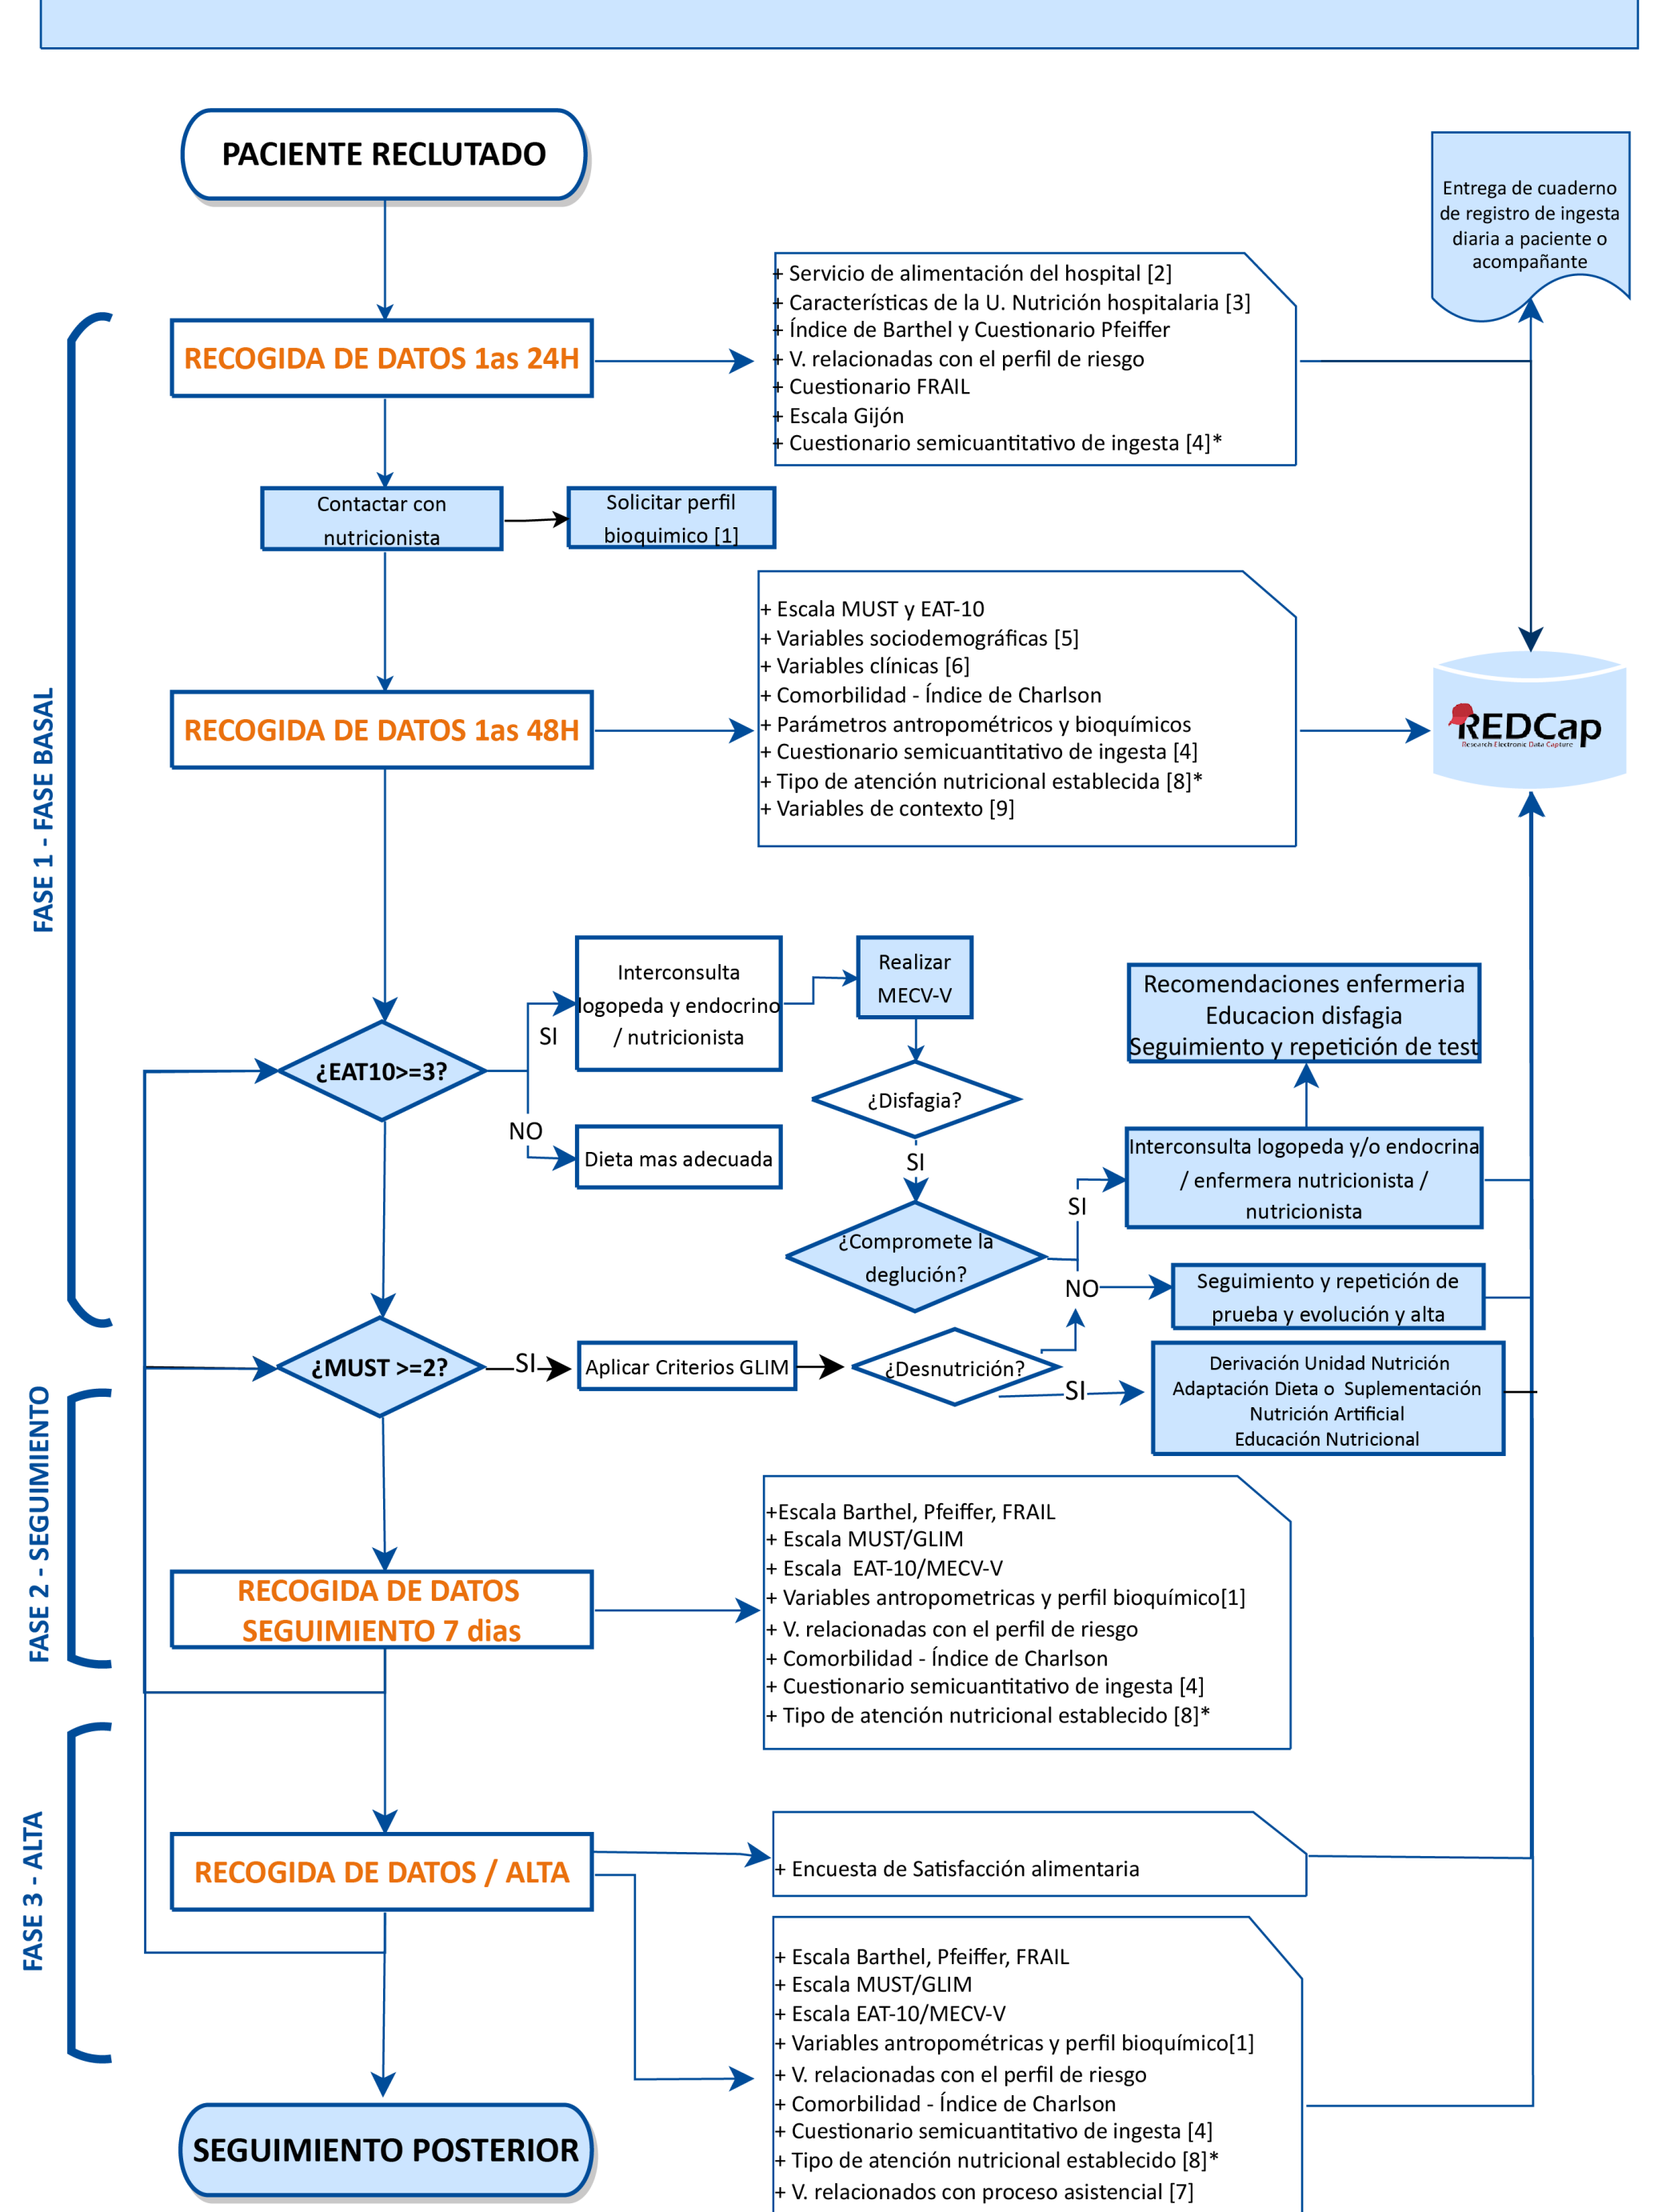 PACIENTE RECLUTADO
Entrega de cuaderno
de registro de ingesta
diaria a paciente o
acompañante
FASE 1 - FASE BASAL
RECOGIDA DE DATOS 1as 24H
+ Servicio de alimentación del hospital [2]
+ Características de la U. Nutrición hospitalaria [3]
+ Índice de Barthel y Cuestionario Pfeiffer
+ V. relacionadas con el perfil de riesgo
+ Cuestionario FRAIL
+ Escala Gijón
+ Cuestionario semicuantitativo de ingesta [4]*
Contactar con
nutricionista
Solicitar perfil
bioquimico [1]
RECOGIDA DE DATOS 1as 48H
+ Escala MUST y EAT-10
+ Variables sociodemográficas [5]
+ Variables clínicas [6]
+ Comorbilidad - Índice de Charlson
+ Parámetros antropométricos y bioquímicos
+ Cuestionario semicuantitativo de ingesta [4]
+ Tipo de atención nutricional establecida [8]*
+ Variables de contexto [9]
REDCap
Research Electronic Data Capture
¿EAT10>=3?
SI
Interconsulta
logopeda y endocrino
/ nutricionista
Realizar
MECV-V
NO
Dieta mas adecuada
¿Disfagia?
SI
¿Compromete la
deglución?
SI
Recomendaciones enfermeria
Educacion disfagia
Seguimiento y repetición de test
Interconsulta logopeda y/o endocrina
/ enfermera nutricionista /
nutricionista
NO
Seguimiento y repetición de
prueba y evolución y alta
¿MUST >=2?
SI
Aplicar Criterios GLIM
¿Desnutrición?
SI
Derivación Unidad Nutrición
Adaptación Dieta o Suplementación
Nutrición Artificial
Educación Nutricional
FASE 2 - SEGUIMIENTO
RECOGIDA DE DATOS
SEGUIMIENTO 7 dias
+Escala Barthel, Pfeiffer, FRAIL
+ Escala MUST/GLIM
+ Escala EAT-10/MECV-V
+ Variables antropometricas y perfil bioquímico[1]
+ V. relacionadas con el perfil de riesgo
+ Comorbilidad - Índice de Charlson
+ Cuestionario semicuantitativo de ingesta [4]
+ Tipo de atención nutricional establecido [8]*
FASE 3 - ALTA
RECOGIDA DE DATOS / ALTA
+ Encuesta de Satisfacción alimentaria
+ Escala Barthel, Pfeiffer, FRAIL
+ Escala MUST/GLIM
+ Escala EAT-10/MECV-V
+ Variables antropométricas y perfil bioquímico[1]
+ V. relacionadas con el perfil de riesgo
+ Comorbilidad - Índice de Charlson
+ Cuestionario semicuantitativo de ingesta [4]
+ Tipo de atención nutricional establecido [8]*
+ V. relacionados con proceso asistencial [7]
SEGUIMIENTO POSTERIOR